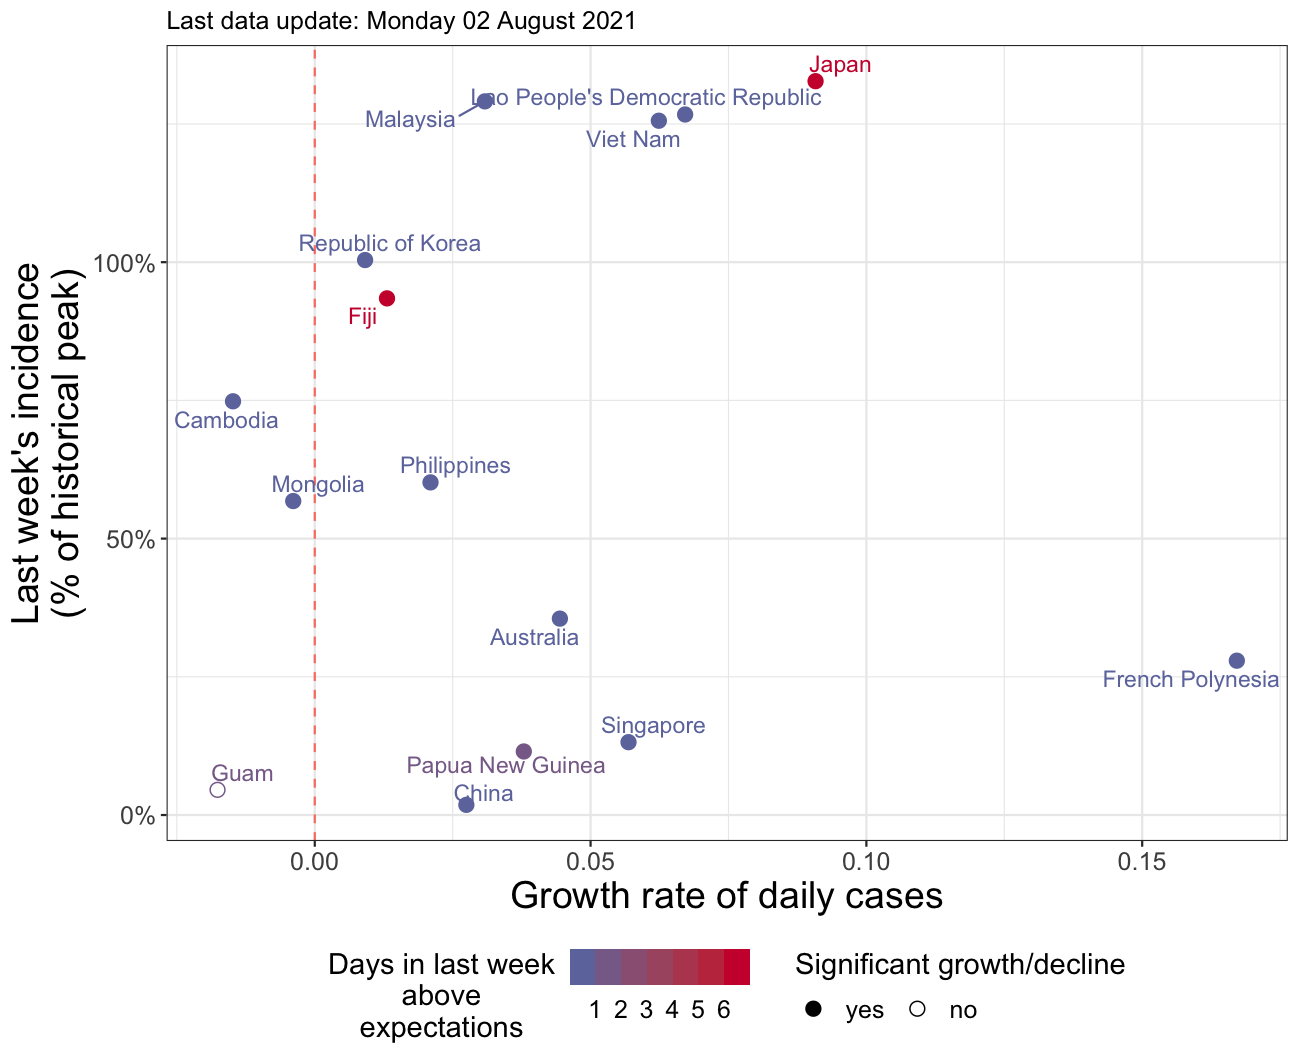 Last data update: Monday 02 August 2021
Japan
Lao People's Democratic Republic
Malaysia
Viet Nam
Republic of Korea
Fiji
Cambodia
Philippines
Mongolia
Australia
French Polynesia
Singapore
Papua New Guinea
Guam
China
Last week's incidence
(% of historical peak)
100%
50%
0%
0.00 0.05 0.10 0.15
Growth rate of daily cases
Days in last week
above
expectations
1 2 3 4 5 6
Significant growth/decline
yes no